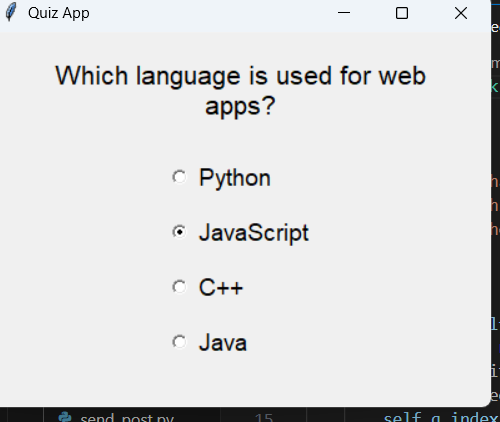 Quiz App
Which language is used for web
apps?
Python
JavaScript
C++
Java
send_post.py
15
self.q_index